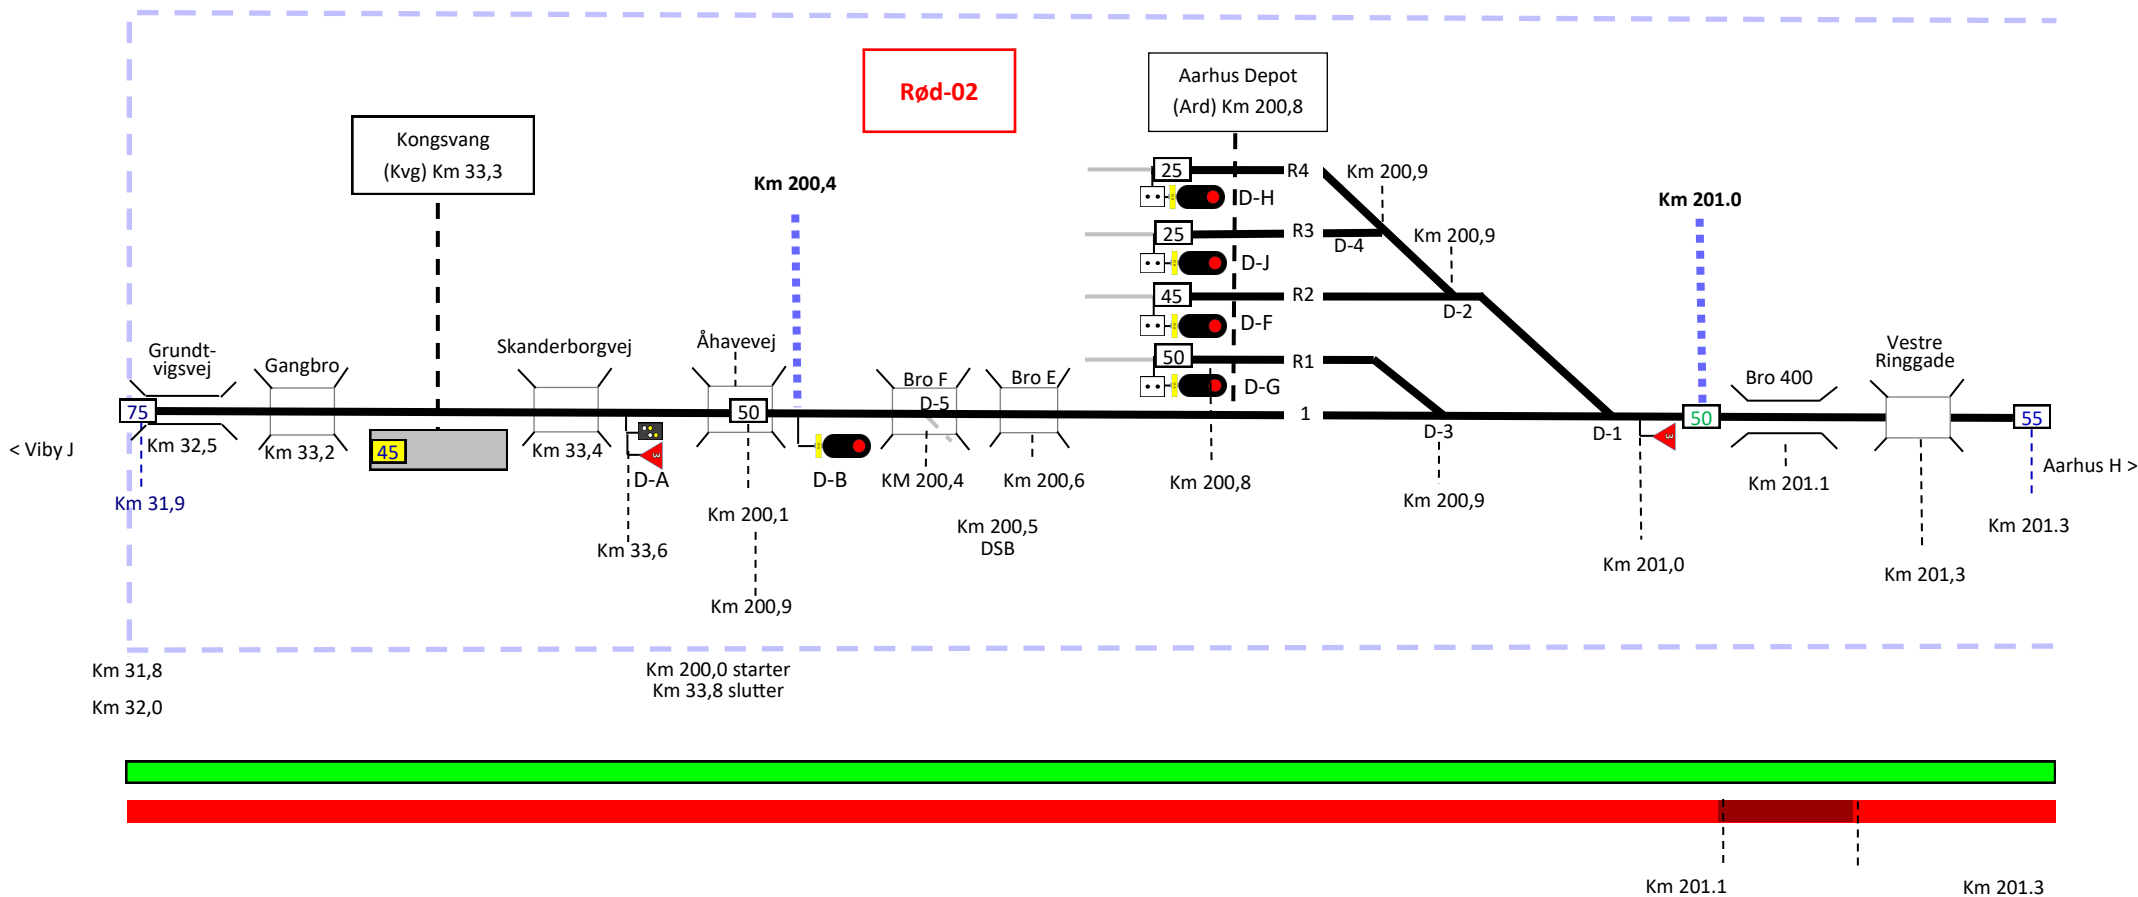 Rød-02
Aarhus Depot
(Ard) Km 200,8
Kongsvang
(Kvg) Km 33,3
Km 200,4
25
R4
Km 200,9
D-H
Km 201.0
25
R3
D-4
Km 200,9
D-J
45
R2
D-2
D-F
Grundt-
vigsvej
Gangbro
Skanderborgvej
Åhavevej
Bro F
Bro E
50
R1
D-G
Bro 400
Vestre
Ringgade
75
50
D-5
1
D-3
D-1
50
55
< Viby J
Km 32,5
Km 33,2
45
Km 33,4
3
3
Aarhus H >
Km 31,9
D-A
D-B
KM 200,4
Km 200,6
Km 200,8
Km 200,9
Km 201.1
Km 200,1
Km 200,5
DSB
Km 201.3
Km 33,6
Km 201,0
Km 201,3
Km 200,9
Km 31,8
Km 32,0
Km 200,0 starter
Km 33,8 slutter
Km 201.1
Km 201.3